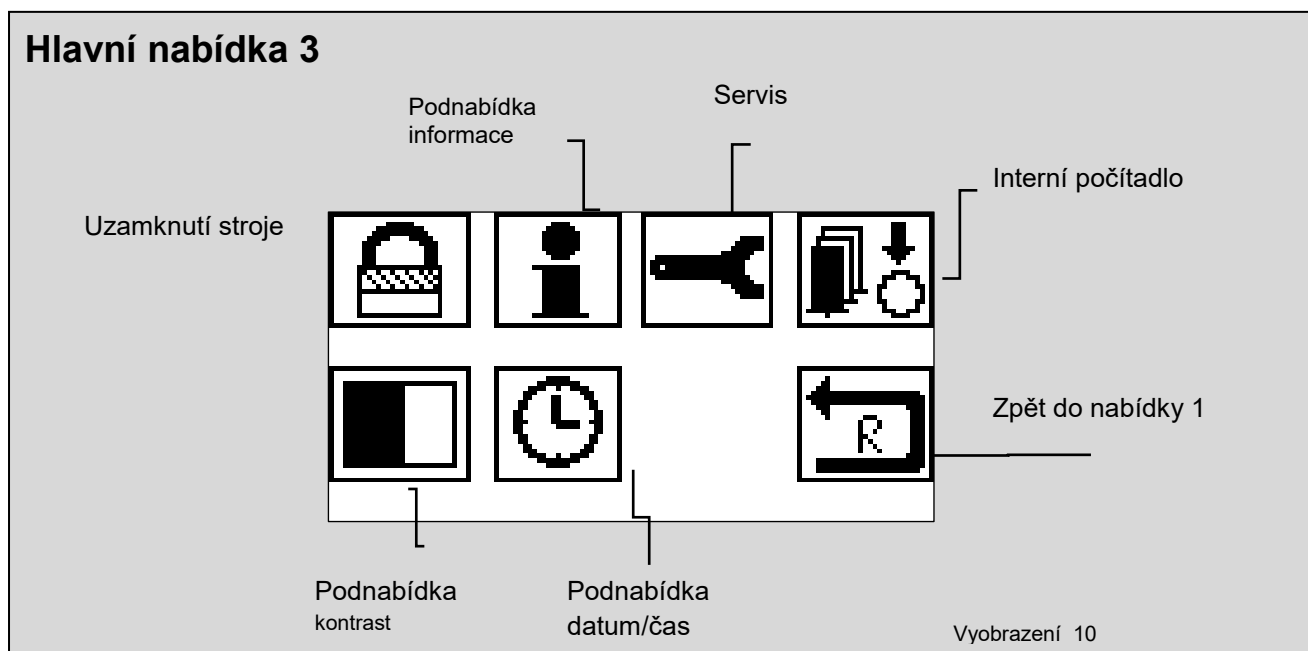 Hlavní nabídka 3
Podnabídka
informace
Servis
Interní počítadlo
Uzamknutí stroje
R
Zpět do nabídky 1
Podnabídka
kontrast
Podnabídka
datum/čas
Vyobrazení 10